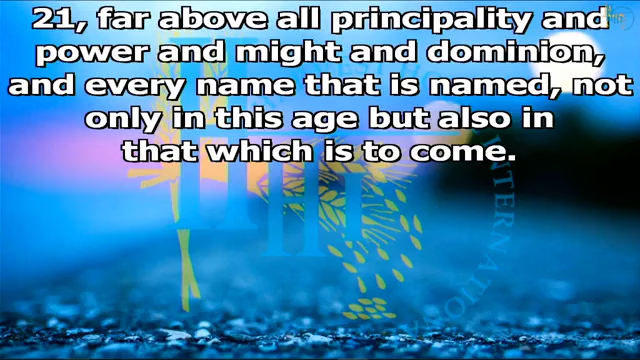 21, far above all principality and
power and might and dominion,
and every name that is named, not
only in this age but also in
that which is to come.